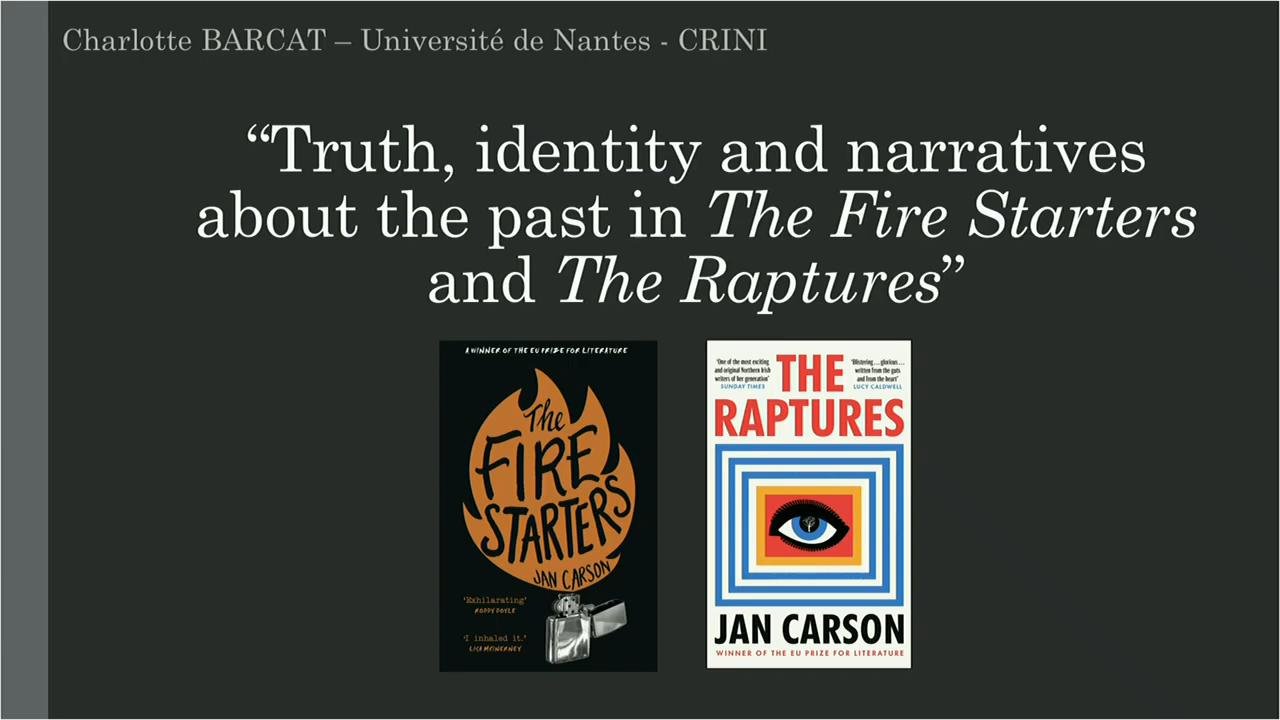 Charlotte BARCAT – Université de Nantes - CRINI
“Truth, identity and narratives
about the past in The Fire Starters
and The Raptures”
A WINNER OF THE EU PRIZE FOR LITERATURE
The
FIRE
STARTERS
JAN CARSON
‘Exhilarating’
RODDY DOYLE
‘I inhaled it.’
LISA MCINERNEY
‘One of the most exciting
and original Northern Irish
writers of her generation’
SUNDAY TIMES
THE
‘Blistering...glorious...
written from the guts
and from the heart’
LUCY CALDWELL
RAPTURES
JAN CARSON
WINNER OF THE EU PRIZE FOR LITERATURE